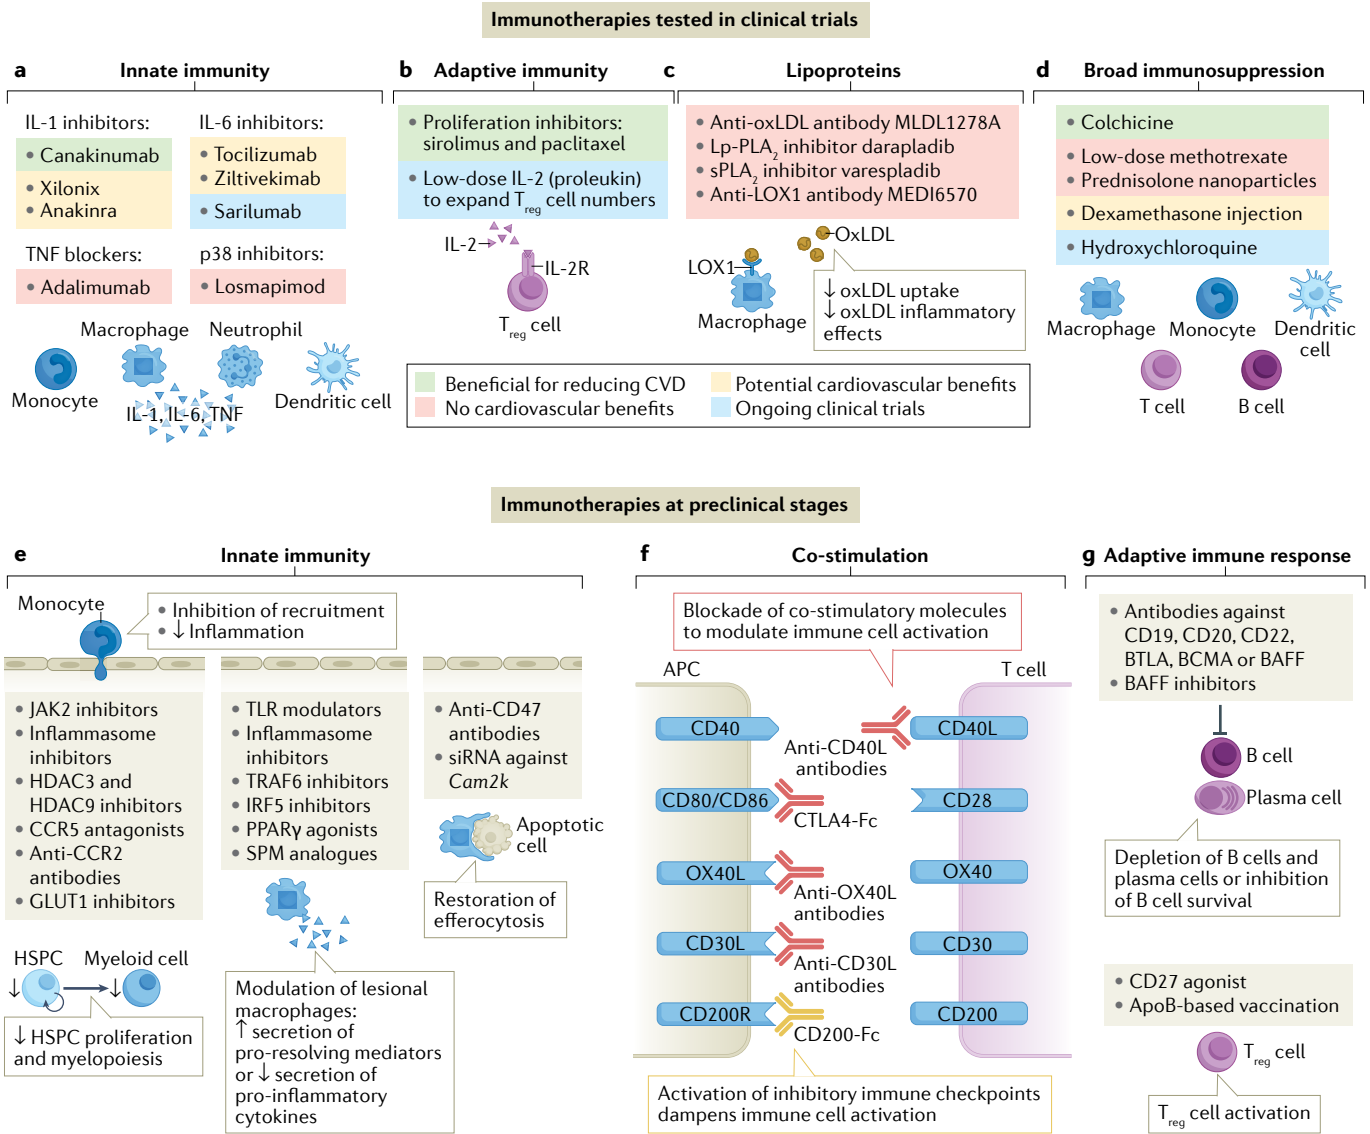 Immunotherapies tested in clinical trials
a Innate immunity
IL-1 inhibitors:
• Canakinumab
• Xilonix
• Anakinra
IL-6 inhibitors:
• Tocilizumab
• Ziltivekimab
• Sarilumab
TNF blockers:
• Adalimumab
p38 inhibitors:
• Losmapimod
Monocyte
Macrophage
Neutrophil
Dendritic cell
IL-1, IL-6, TNF
b Adaptive immunity
• Proliferation inhibitors:
sirolimus and paclitaxel
• Low-dose IL-2 (proleukin)
to expand Treg cell numbers
IL-2
IL-2R
Treg cell
c Lipoproteins
• Anti-oxLDL antibody MLDL1278A
• Lp-PLA2 inhibitor darapladib
• sPLA2 inhibitor varespladib
• Anti-LOX1 antibody MEDI6570
OxLDL
LOX1
Macrophage
↓ oxLDL uptake
↓ oxLDL inflammatory
effects
d Broad immunosuppression
• Colchicine
• Low-dose methotrexate
• Prednisolone nanoparticles
• Dexamethasone injection
• Hydroxychloroquine
Macrophage
Monocyte
Dendritic
cell
T cell
B cell
Beneficial for reducing CVD
No cardiovascular benefits
Potential cardiovascular benefits
Ongoing clinical trials
Immunotherapies at preclinical stages
e Innate immunity
Monocyte
• Inhibition of recruitment
• ↓ Inflammation
• JAK2 inhibitors
• Inflammasome
inhibitors
• HDAC3 and
HDAC9 inhibitors
• CCR5 antagonists
• Anti-CCR2
antibodies
• GLUT1 inhibitors
HSPC
Myeloid cell
↓
↓
↓ HSPC proliferation
and myelopoiesis
• TLR modulators
• Inflammasome
inhibitors
• TRAF6 inhibitors
• IRF5 inhibitors
• PPARγ agonists
• SPM analogues
Modulation of lesional
macrophages:
↑ secretion of
pro-resolving mediators
or ↓ secretion of
pro-inflammatory
cytokines
• Anti-CD47
antibodies
• siRNA against
Cam2k
Apoptotic
cell
Restoration of
efferocytosis
f Co-stimulation
Blockade of co-stimulatory molecules
to modulate immune cell activation
APC
T cell
CD40
Anti-CD40L
antibodies
CD40L
CD80/CD86
CTLA4-Fc
CD28
OX40L
Anti-OX40L
antibodies
OX40
CD30L
Anti-CD30L
antibodies
CD30
CD200R
CD200-Fc
CD200
Activation of inhibitory immune checkpoints
dampens immune cell activation
g Adaptive immune response
• Antibodies against
CD19, CD20, CD22,
BTLA, BCMA or BAFF
• BAFF inhibitors
B cell
Plasma cell
Depletion of B cells and
plasma cells or inhibition
of B cell survival
• CD27 agonist
• ApoB-based vaccination
Treg cell
Treg cell activation